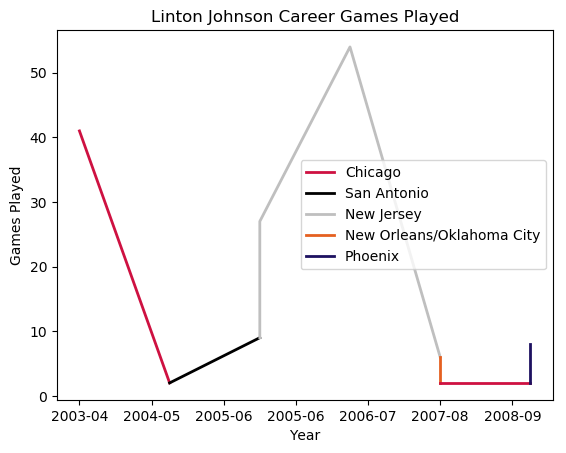 Linton Johnson Career Games Played
Games Played
50
40
30
20
10
0
Chicago
San Antonio
New Jersey
New Orleans/Oklahoma City
Phoenix
2003-04 2004-05 2005-06 2005-06 2006-07 2007-08 2008-09
Year